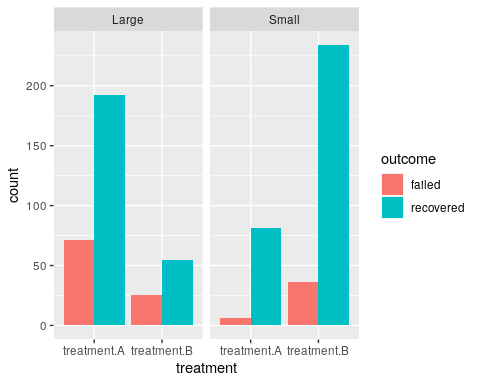 Large Small
200
150
100
50
0
count
treatment.A treatment.B treatment.A treatment.B
treatment
outcome
failed
recovered